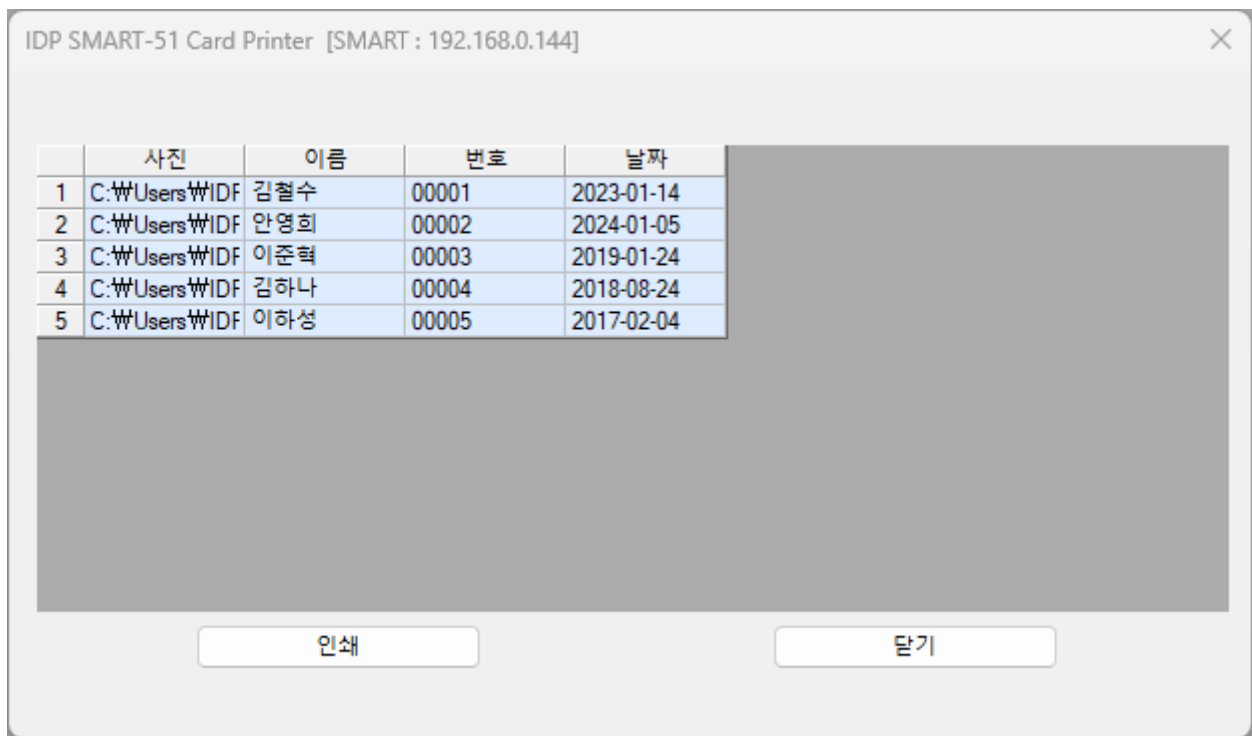 IDP SMART-51 Card Printer [SMART : 192.168.0.144]
사진 이름 번호 날짜
1 C:₩Users₩IDF 김철수 00001 2023-01-14
2 C:₩Users₩IDF 안영희 00002 2024-01-05
3 C:₩Users₩IDF 이준혁 00003 2019-01-24
4 C:₩Users₩IDF 김하나 00004 2018-08-24
5 C:₩Users₩IDF 이하성 00005 2017-02-04
인쇄 닫기